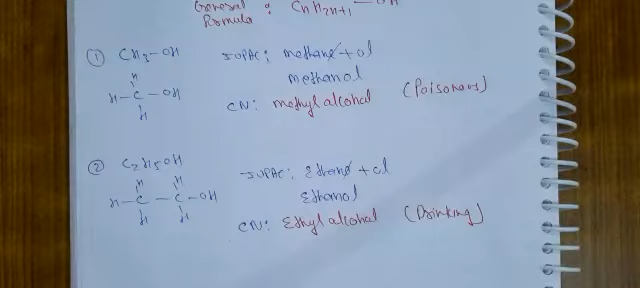 General Formula : CnH2n+1 — OH
① CH3-OH IUPAC: methane + ol
methanol
H
H-C-OH
H
CN: methyl alcohol (Poisonous)
② C2H5OH IUPAC: Ethane + ol
H H
H-C-C-OH
H H
Ethanol
CN: Ethyl alcohol (Drinking)